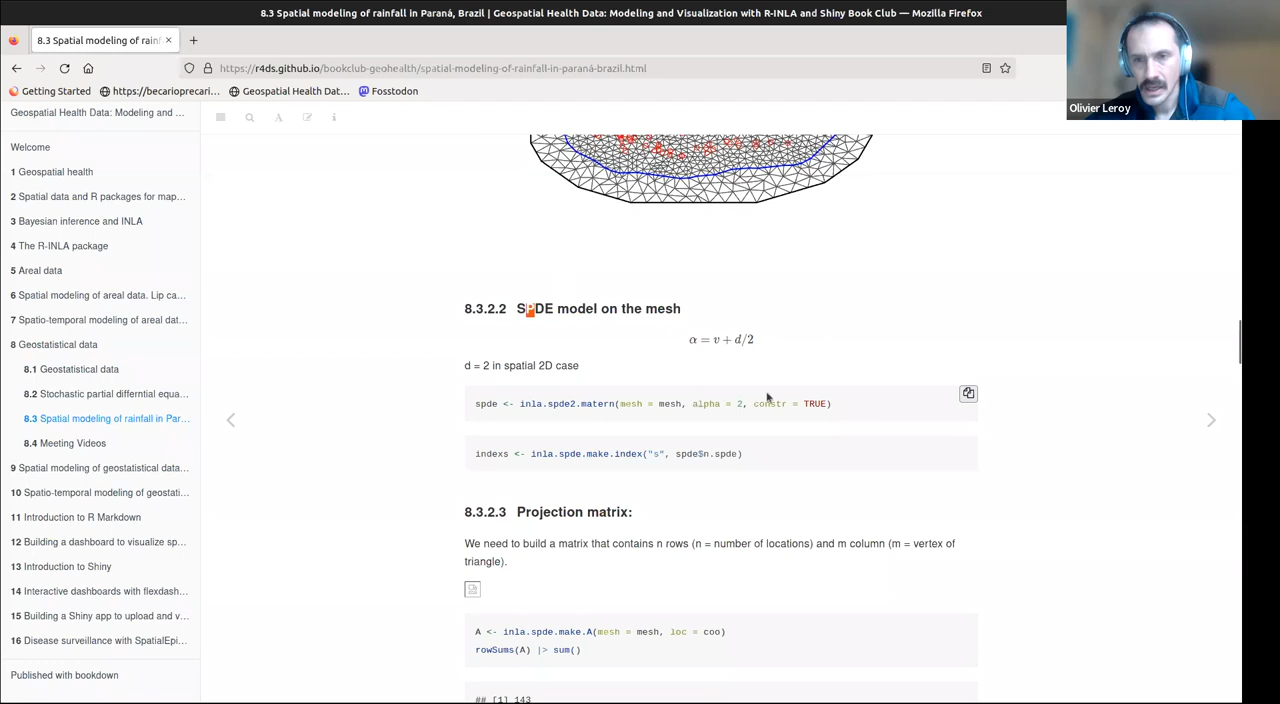 8.3 Spatial modeling of rainfall in Paraná, Brazil | Geospatial Health Data: Modeling and Visualization with R-INLA and Shiny Book Club — Mozilla Firefox
8.3 Spatial modeling of rainf
https://r4ds.github.io/bookclub-geohealth/spatial-modeling-of-rainfall-in-paraná-brazil.html
Getting Started
https://becarioprecari...
Geospatial Health Dat...
Fosstodon
Olivier Leroy
Geospatial Health Data: Modeling and ...
Welcome
1 Geospatial health
2 Spatial data and R packages for map...
3 Bayesian inference and INLA
4 The R-INLA package
5 Areal data
6 Spatial modeling of areal data. Lip ca...
7 Spatio-temporal modeling of areal dat...
8 Geostatistical data
8.1 Geostatistical data
8.2 Stochastic partial differntial equa...
8.3 Spatial modeling of rainfall in Par...
8.4 Meeting Videos
9 Spatial modeling of geostatistical data...
10 Spatio-temporal modeling of geostati...
11 Introduction to R Markdown
12 Building a dashboard to visualize sp...
13 Introduction to Shiny
14 Interactive dashboards with flexdash...
15 Building a Shiny app to upload and v...
16 Disease surveillance with SpatialEpi...
Published with bookdown
8.3.2.2 SPDE model on the mesh
α = v + d/2
d = 2 in spatial 2D case
spde <- inla.spde2.matern(mesh = mesh, alpha = 2, constr = TRUE)
indexs <- inla.spde.make.index("s", spde$n.spde)
8.3.2.3 Projection matrix:
We need to build a matrix that contains n rows (n = number of locations) and m column (m = vertex of
triangle).
A <- inla.spde.make.A(mesh = mesh, loc = coo)
rowSums(A) |> sum()
## [1] 143